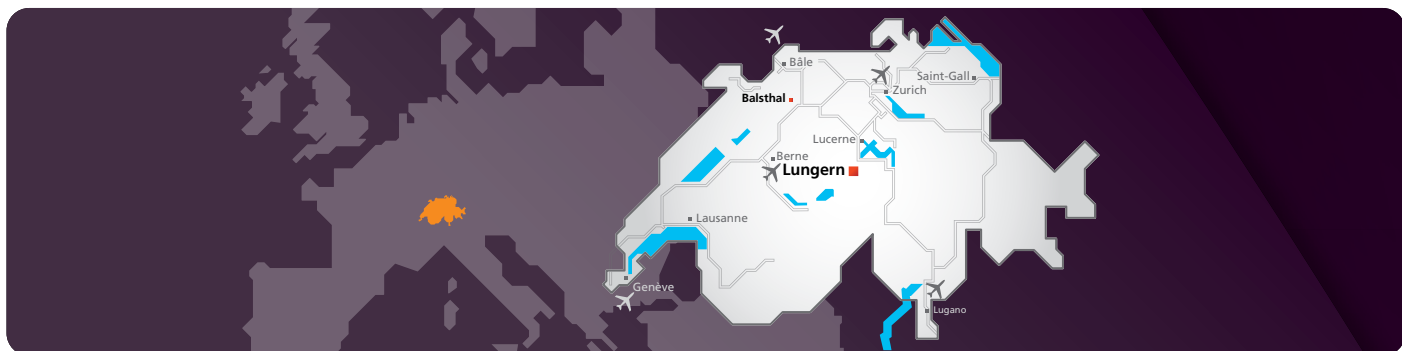 Bâle
Saint-Gall
Zurich
Balsthal
Lucerne
Berne
Lungern
Lausanne
Genève
Lugano